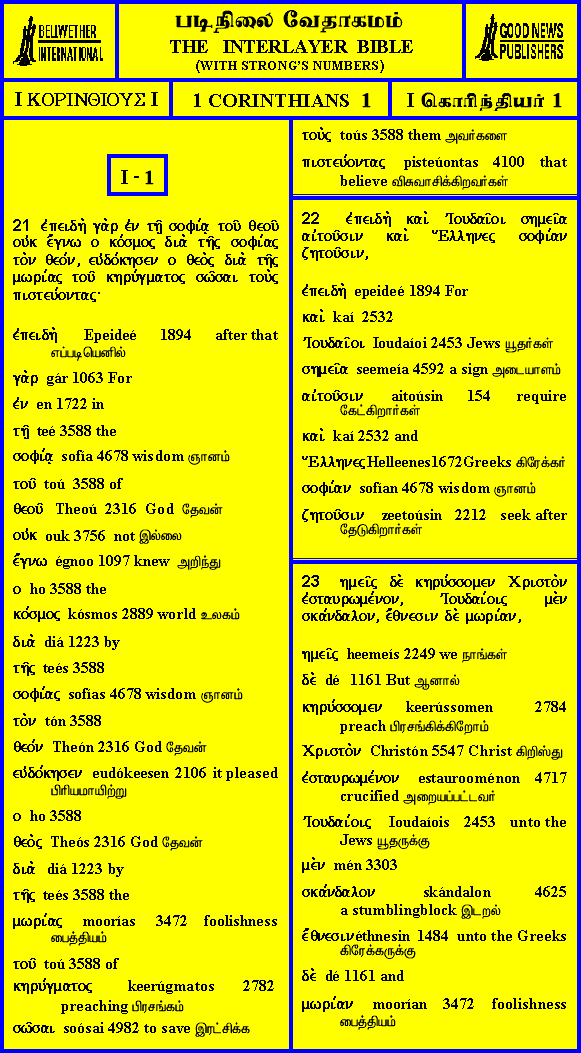 BELLWETHER
INTERNATIONAL
படிநிலை வேதாகமம்
THE INTERLAYER BIBLE
(WITH STRONG'S NUMBERS)
GOOD NEWS
PUBLISHERS
I ΚΟΡΙΝΘΙΟΥΣ I
1 CORINTHIANS 1
I கொரிந்தியர் 1
I - 1
21 ἐπειδὴ γὰρ ἐν τῇ σοφίᾳ τοῦ θεοῦ
οὐκ ἔγνω ο κόσμος διὰ τῆς σοφίας
τὸν θεόν, εὐδόκησεν ο θεὸς διὰ τῆς
μωρίας τοῦ κηρύγματος σῶσαι τοὺς
πιστεύοντας·
ἐπειδὴ Epeideé 1894 after that
எப்படியெனில்
γὰρ gár 1063 For
ἐν en 1722 in
τῇ teé 3588 the
σοφίᾳ sofía 4678 wisdom ஞானம்
τοῦ toú 3588 of
θεοῦ Theoú 2316 God தேவன்
οὐκ ouk 3756 not இல்லை
ἔγνω égnoo 1097 knew அறிந்து
ο ho 3588 the
κόσμος kósmos 2889 world உலகம்
διὰ diá 1223 by
τῆς teés 3588
σοφίας sofías 4678 wisdom ஞானம்
τὸν tón 3588
θεόν Theón 2316 God தேவன்
εὐδόκησεν eudókeesen 2106 it pleased
பிரியமாயிற்று
ο ho 3588
θεὸς Theós 2316 God தேவன்
διὰ diá 1223 by
τῆς teés 3588 the
μωρίας moorías 3472 foolishness
பைத்தியம்
τοῦ toú 3588 of
κηρύγματος keerúgmatos 2782
preaching பிரசங்கம்
σῶσαι soósai 4982 to save இரட்சிக்க
τοὺς toús 3588 them அவர்களை
πιστεύοντας pisteúontas 4100 that
believe விசுவாசிக்கிறவர்கள்
22 ἐπειδὴ καὶ Ἰουδαῖοι σημεῖα
αἰτοῦσιν καὶ Ἕλληνες σοφίαν
ζητοῦσιν,
ἐπειδὴ epeideé 1894 For
καὶ kaí 2532
Ἰουδαῖοι Ioudaíoi 2453 Jews யூதர்கள்
σημεῖα seemeía 4592 a sign அடையாளம்
αἰτοῦσιν aitoúsin 154 require
கேட்கிறார்கள்
καὶ kaí 2532 and
Ἕλληνες Helleenes1672Greeks கிரேக்கர்
σοφίαν sofían 4678 wisdom ஞானம்
ζητοῦσιν zeetoúsin 2212 seek after
தேடுகிறார்கள்
23 ημεῖς δὲ κηρύσσομεν Χριστὸν
ἐσταυρωμένον, Ἰουδαίοις μὲν
σκάνδαλον, ἔθνεσιν δὲ μωρίαν,
ημεῖς heemeís 2249 we நாங்கள்
δὲ dé 1161 But ஆனால்
κηρύσσομεν keerússomen 2784
preach பிரசங்கிக்கிறோம்
Χριστὸν Christón 5547 Christ கிறிஸ்து
ἐσταυρωμένον estaurooménon 4717
crucified அறையப்பட்டவர்
Ἰουδαίοις Ioudaíois 2453 unto the
Jews யூதருக்கு
μὲν mén 3303
σκάνδαλον skándalon 4625
a stumblingblock இடறல்
ἔθνεσινéthnesin 1484 unto the Greeks
கிரேக்கருக்கு
δὲ dé 1161 and
μωρίαν moorían 3472 foolishness
பைத்தியம்